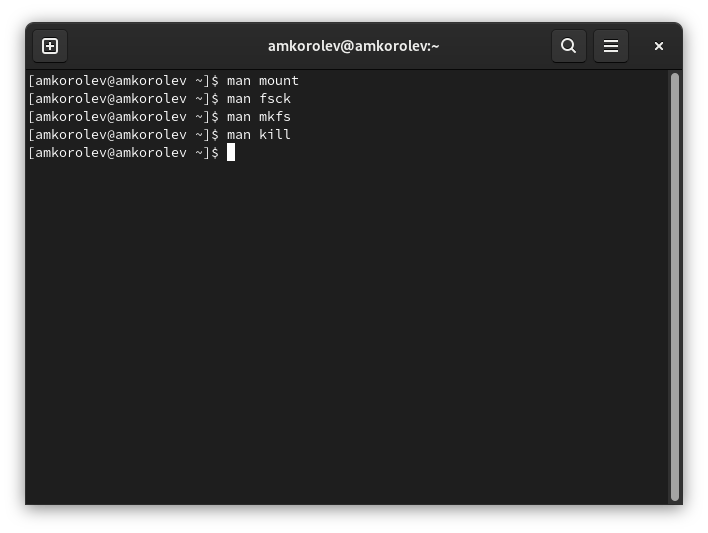 amkorolev@amkorolev:~
[amkorolev@amkorolev ~]$ man mount
[amkorolev@amkorolev ~]$ man fsck
[amkorolev@amkorolev ~]$ man mkfs
[amkorolev@amkorolev ~]$ man kill
[amkorolev@amkorolev ~]$